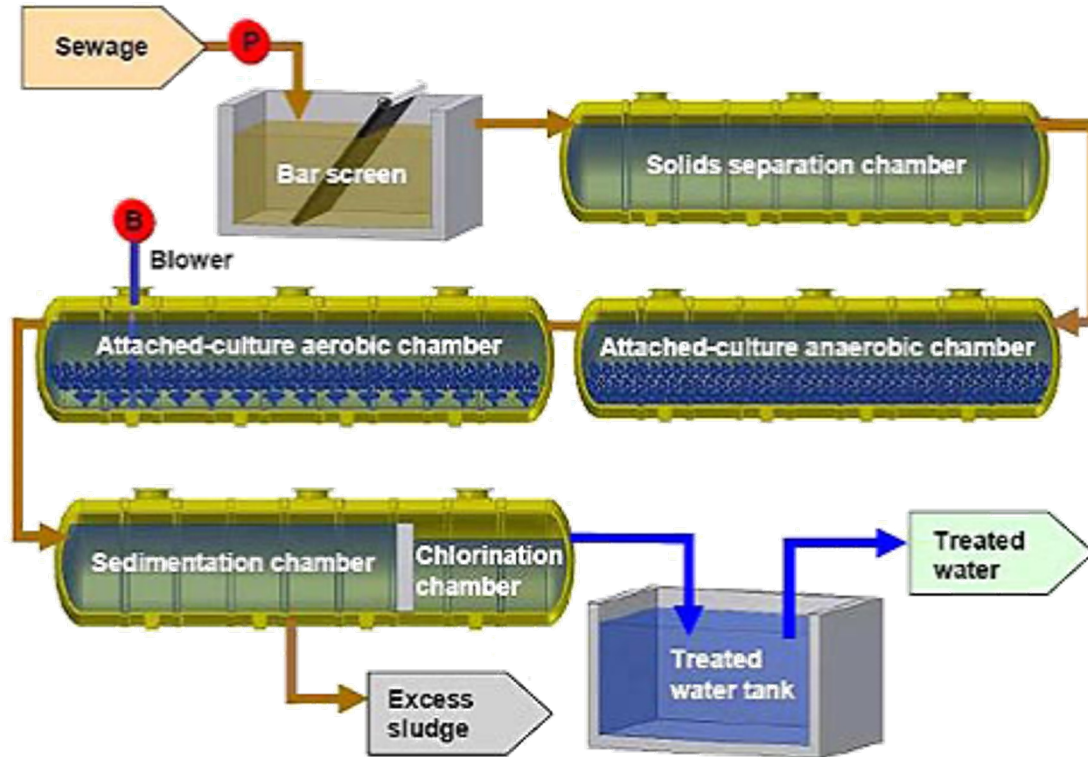 Sewage
P
Bar screen
Solids separation chamber
B
Blower
Attached-culture aerobic chamber
Attached-culture anaerobic chamber
Sedimentation chamber
Chlorination
chamber
Treated
water
Treated
water tank
Excess
sludge